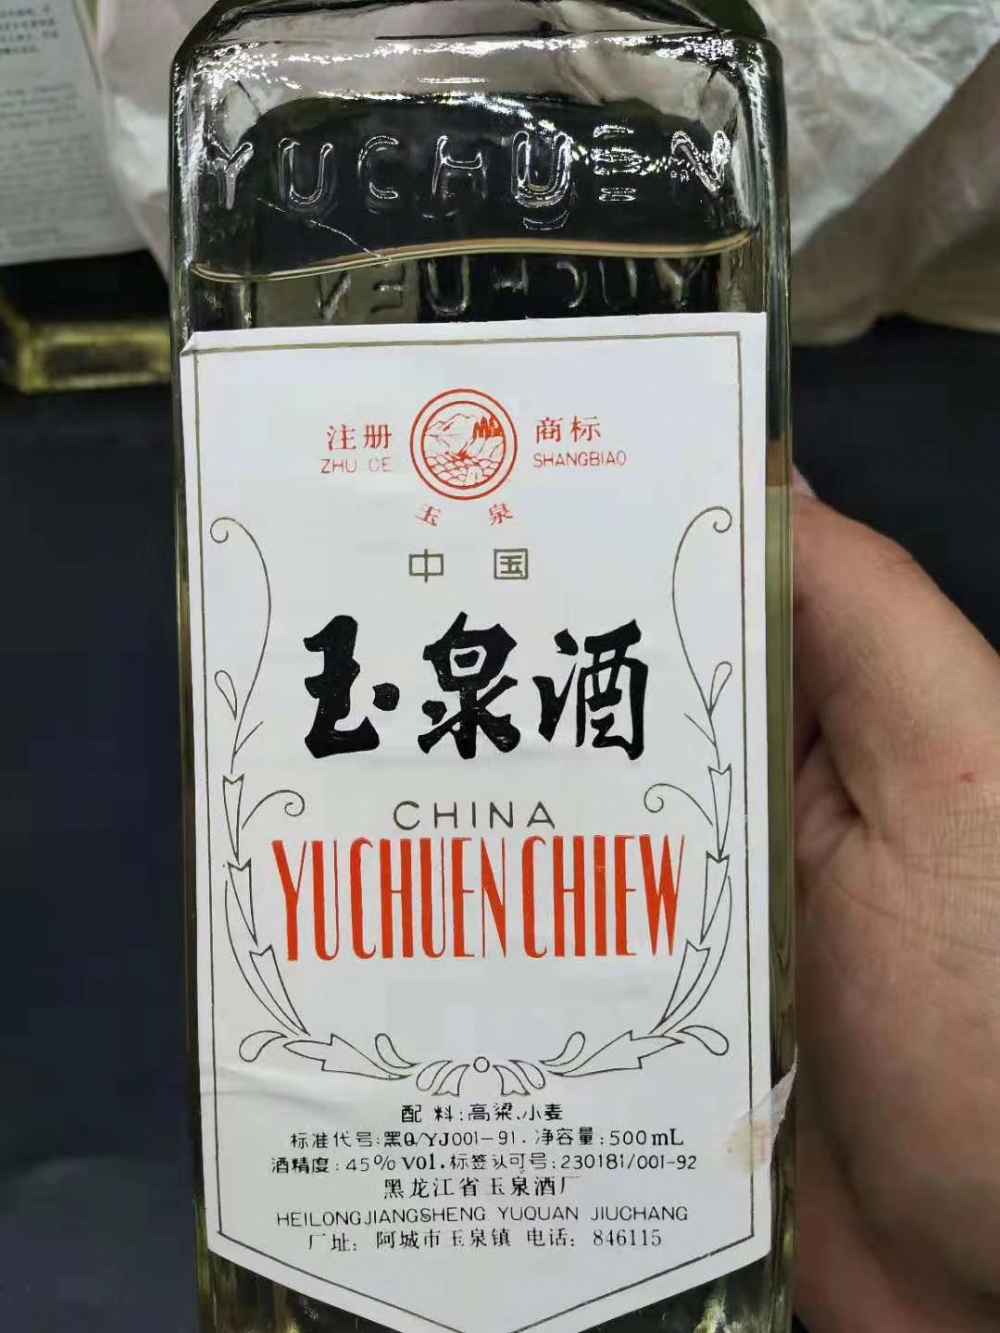 YUCHUEN
注册 商标
ZHU CE SHANGBIAO
玉 泉
中 国
玉泉酒
CHINA
YUCHUENCHIEW
配 料:高粱、小麦
标准代号:黑Q/YJ001-91. 净容量:500mL
酒精度:45%Vol.标签认可号:230181/001-92
黑龙江省玉泉酒厂
HEILONGJIANGSHENG YUQUAN JIUCHANG
厂址: 阿城市玉泉镇 电话: 846115